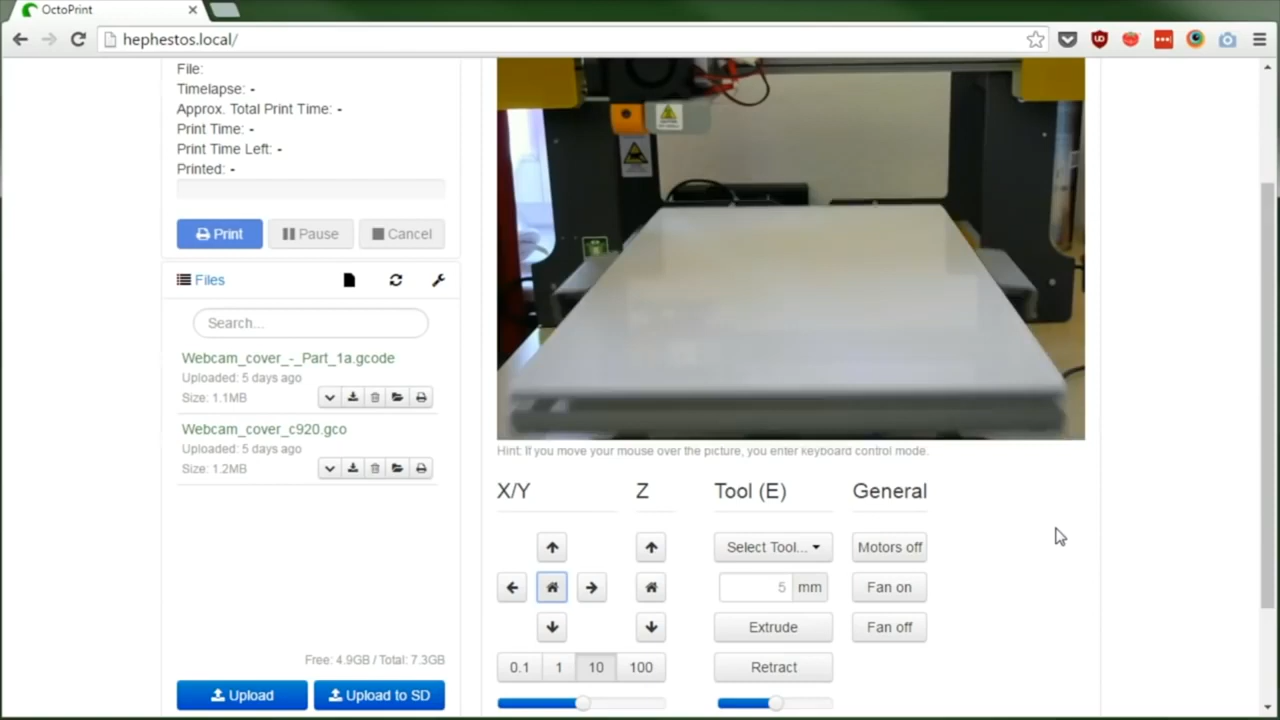 OctoPrint
hephestos.local/
File:
Timelapse: -
Approx. Total Print Time: -
Print Time: -
Print Time Left: -
Printed: -
Print Pause Cancel
Files
Search...
Webcam_cover_-_Part_1a.gcode
Uploaded: 5 days ago
Size: 1.1MB
Webcam_cover_c920.gco
Uploaded: 5 days ago
Size: 1.2MB
Free: 4.9GB / Total: 7.3GB
Upload Upload to SD
Hint: If you move your mouse over the picture, you enter keyboard control mode.
X/Y Z Tool (E) General
Select Tool... Motors off
5 mm Fan on
Extrude Fan off
0.1 1 10 100 Retract